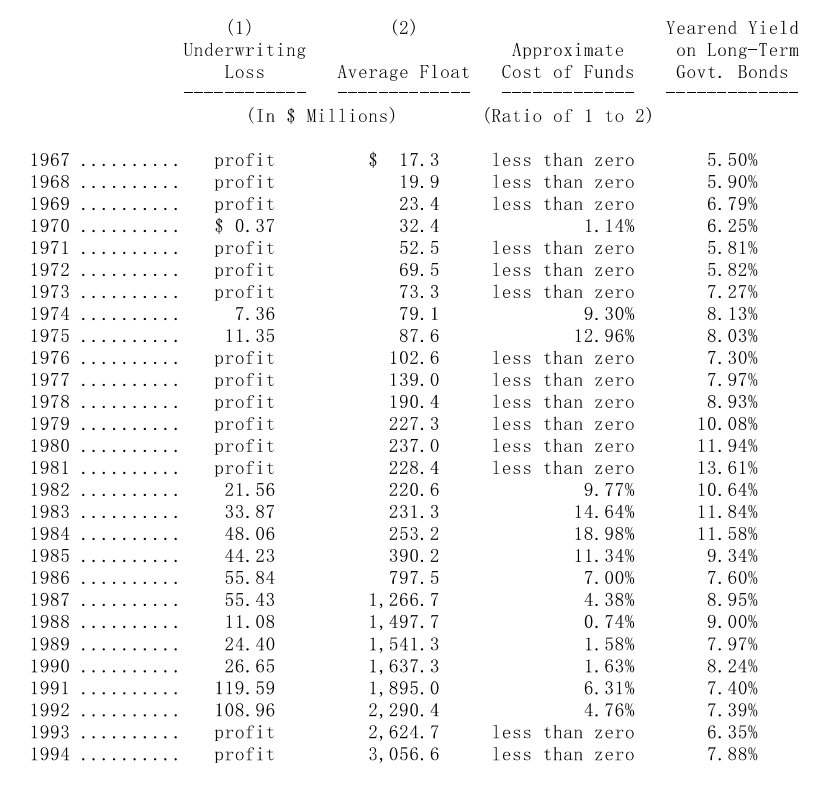 (1) (2) Yearend Yield
Underwriting Approximate on Long-Term
Loss Average Float Cost of Funds Govt. Bonds
------------ ------------- ------------- -------------
(In $ Millions) (Ratio of 1 to 2)
1967 .......... profit $ 17.3 less than zero 5.50%
1968 .......... profit 19.9 less than zero 5.90%
1969 .......... profit 23.4 less than zero 6.79%
1970 .......... $ 0.37 32.4 1.14% 6.25%
1971 .......... profit 52.5 less than zero 5.81%
1972 .......... profit 69.5 less than zero 5.82%
1973 .......... profit 73.3 less than zero 7.27%
1974 .......... 7.36 79.1 9.30% 8.13%
1975 .......... 11.35 87.6 12.96% 8.03%
1976 .......... profit 102.6 less than zero 7.30%
1977 .......... profit 139.0 less than zero 7.97%
1978 .......... profit 190.4 less than zero 8.93%
1979 .......... profit 227.3 less than zero 10.08%
1980 .......... profit 237.0 less than zero 11.94%
1981 .......... profit 228.4 less than zero 13.61%
1982 .......... 21.56 220.6 9.77% 10.64%
1983 .......... 33.87 231.3 14.64% 11.84%
1984 .......... 48.06 253.2 18.98% 11.58%
1985 .......... 44.23 390.2 11.34% 9.34%
1986 .......... 55.84 797.5 7.00% 7.60%
1987 .......... 55.43 1,266.7 4.38% 8.95%
1988 .......... 11.08 1,497.7 0.74% 9.00%
1989 .......... 24.40 1,541.3 1.58% 7.97%
1990 .......... 26.65 1,637.3 1.63% 8.24%
1991 .......... 119.59 1,895.0 6.31% 7.40%
1992 .......... 108.96 2,290.4 4.76% 7.39%
1993 .......... profit 2,624.7 less than zero 6.35%
1994 .......... profit 3,056.6 less than zero 7.88%